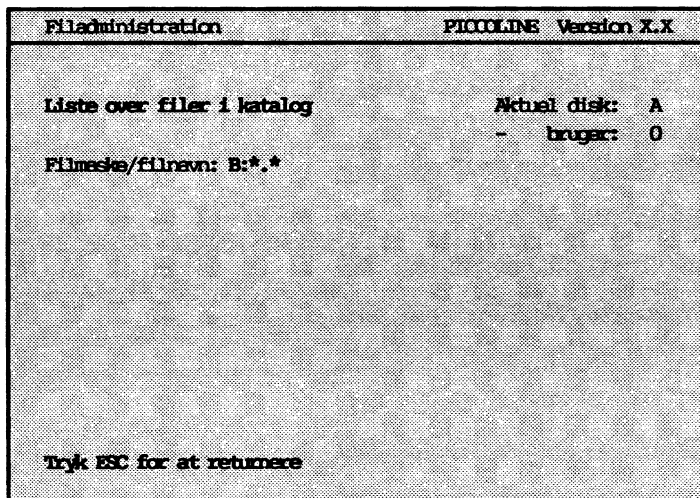 Filadministration PICCOLINE Version X.X
Liste over filer i katalog Aktuel disk: A
- bruger: 0
Filmaske/filnavn: B:*.*
Tryk ESC for at returnere